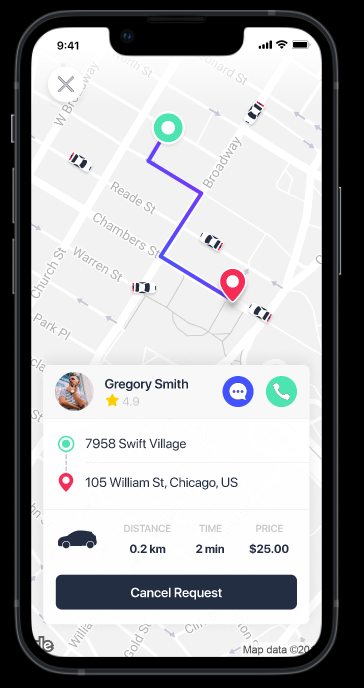 9:41
W Broadway
Broadway
Reade St
Chambers St
Warren St
Church St
Park Pl
Gregory Smith
4.9
7958 Swift Village
105 William St, Chicago, US
DISTANCE
TIME
PRICE
0.2 km
2 min
$25.00
Cancel Request
Gold St
Map data ©20